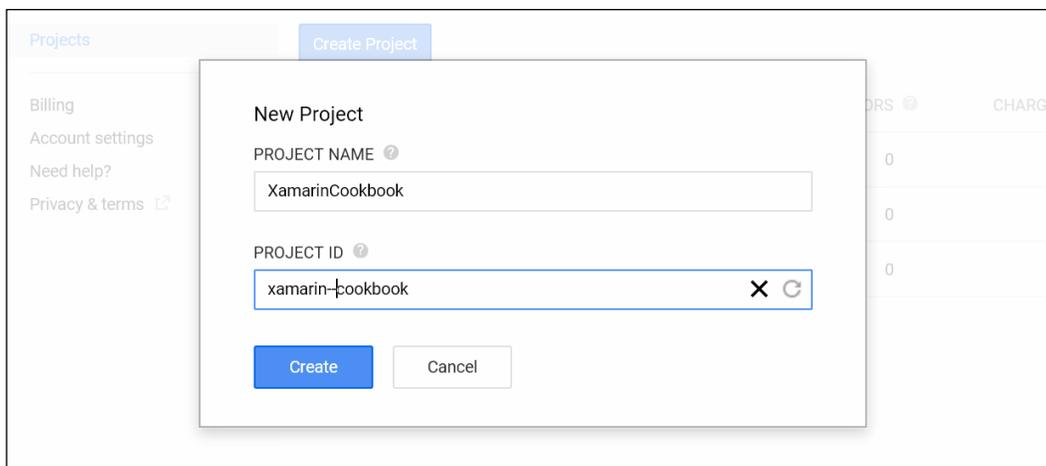 Projects
Create Project
Billing
Account settings
Need help?
Privacy & terms
New Project
PROJECT NAME
XamarinCookbook
PROJECT ID
xamarin--cookbook
Create
Cancel
ORS
CHARG
0
0
0